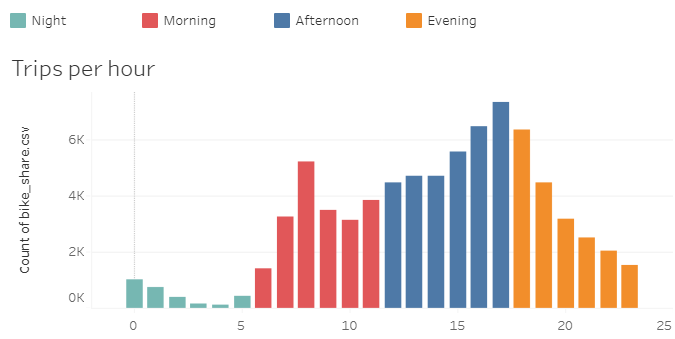 Night Morning Afternoon Evening
Trips per hour
Count of bike_share.csv
6K
4K
2K
0K
0 5 10 15 20 25